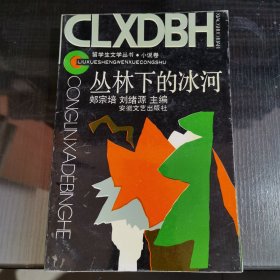 CLXDBH
留学生文学丛书·小说卷
LIUXUESHENGWENXUECONGSHU
丛林下的冰河
郏宗培 刘绪源 主编
安徽文艺出版社
CONGLINXIADEBINGHE